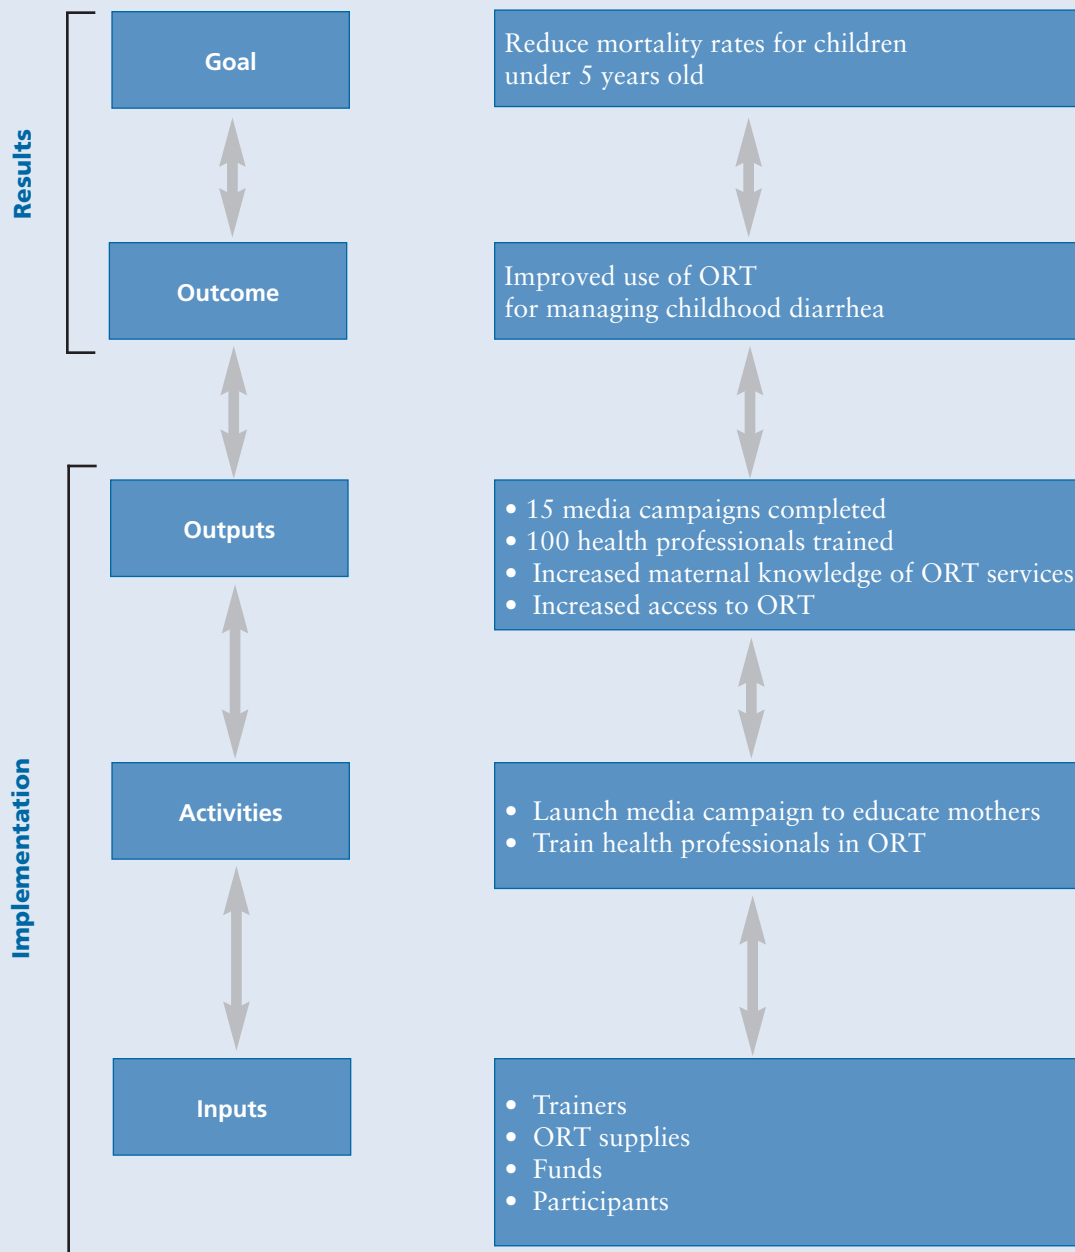 Results
Goal
Reduce mortality rates for children
under 5 years old
Outcome
Improved use of ORT
for managing childhood diarrhea
Implementation
Outputs
• 15 media campaigns completed
• 100 health professionals trained
• Increased maternal knowledge of ORT services
• Increased access to ORT
Activities
• Launch media campaign to educate mothers
• Train health professionals in ORT
Inputs
• Trainers
• ORT supplies
• Funds
• Participants